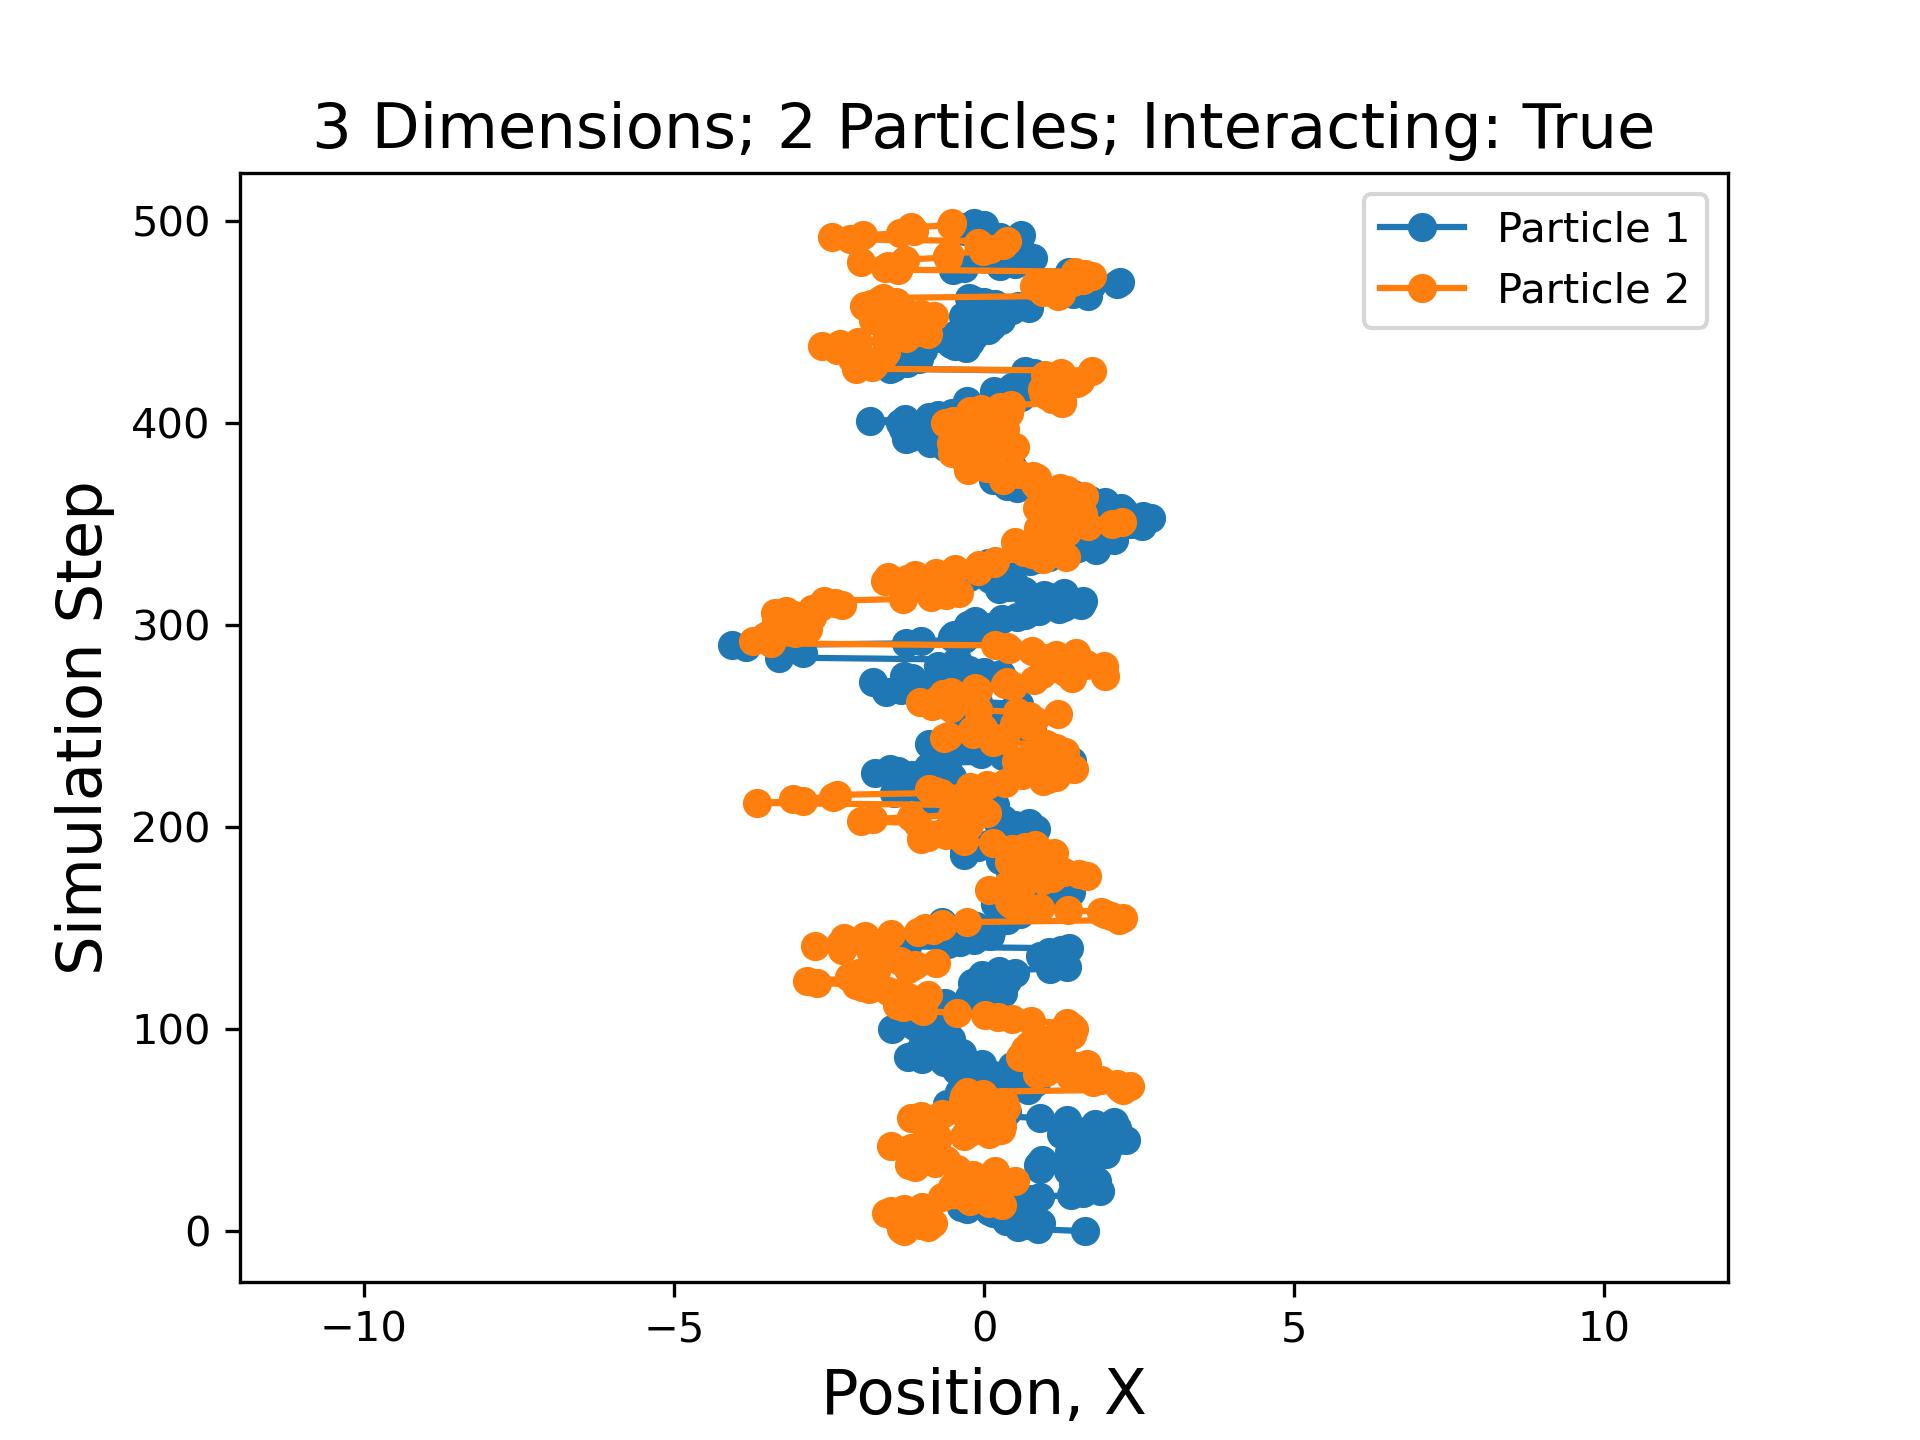 3 Dimensions; 2 Particles; Interacting: True
Particle 1
Particle 2
Simulation Step
500
400
300
200
100
0
−10
−5
0
5
10
Position, X